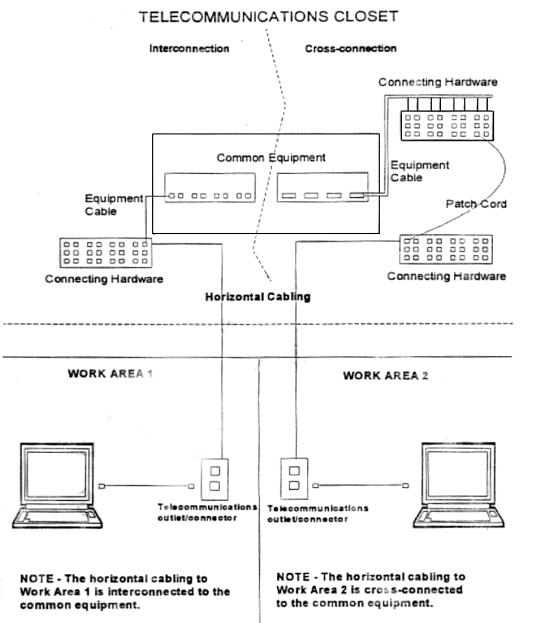 TELECOMMUNICATIONS CLOSET
Interconnection
Cross-connection
Connecting Hardware
Common Equipment
Equipment
Cable
Equipment
Cable
Patch Cord
Connecting Hardware
Connecting Hardware
Horizontal Cabling
WORK AREA 1
WORK AREA 2
Telecommunications
outlet/connector
Telecommunications
outlet/connector
NOTE - The horizontal cabling to
Work Area 1 is interconnected to the
common equipment.
NOTE - The horizontal cabling to
Work Area 2 is cross-connected
to the common equipment.